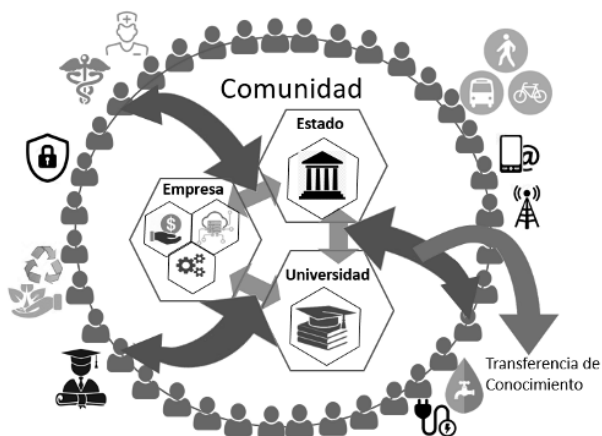 Comunidad
Estado
Empresa
$
Universidad
@
Transferencia de
Conocimiento